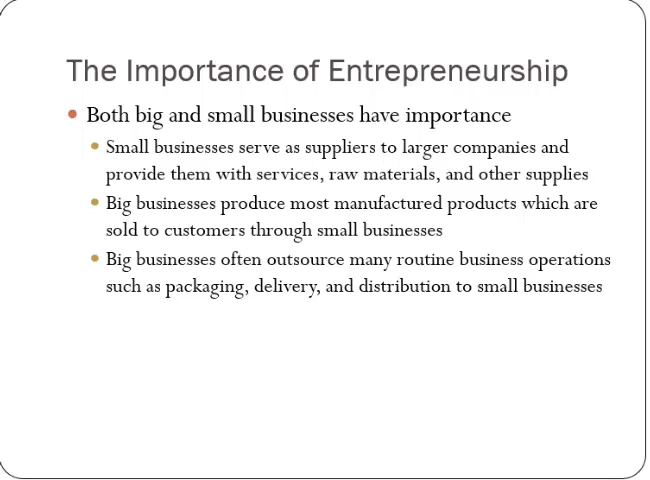 The Importance of Entrepreneurship
Both big and small businesses have importance
Small businesses serve as suppliers to larger companies and
provide them with services, raw materials, and other supplies
Big businesses produce most manufactured products which are
sold to customers through small businesses
Big businesses often outsource many routine business operations
such as packaging, delivery, and distribution to small businesses